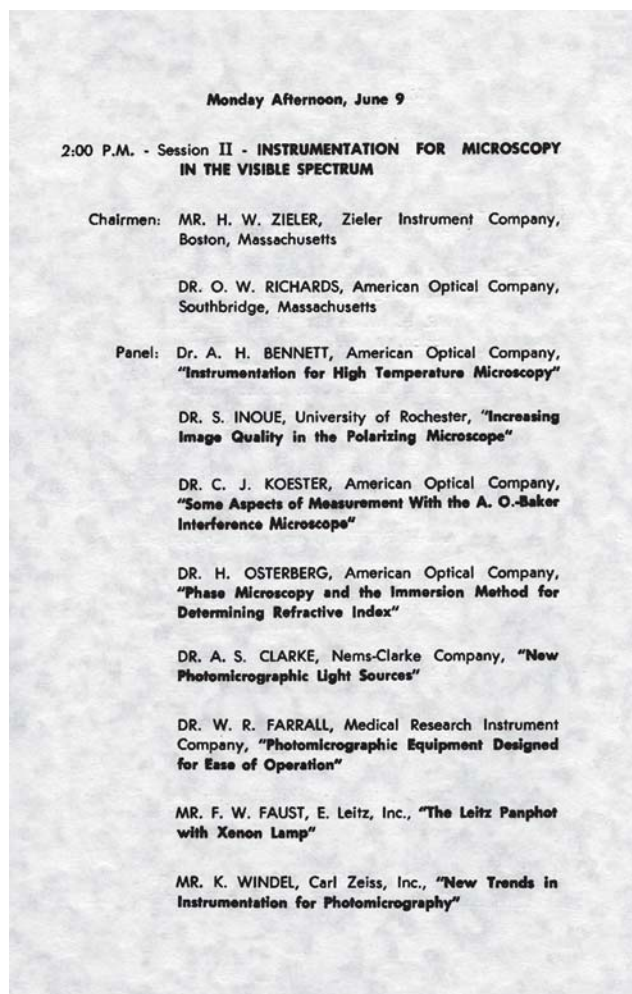 Monday Afternoon, June 9
2:00 P.M. - Session II - INSTRUMENTATION FOR MICROSCOPY
IN THE VISIBLE SPECTRUM
Chairmen: MR. H. W. ZIELER, Zieler Instrument Company,
Boston, Massachusetts
DR. O. W. RICHARDS, American Optical Company,
Southbridge, Massachusetts
Panel: Dr. A. H. BENNETT, American Optical Company,
"Instrumentation for High Temperature Microscopy"
DR. S. INOUE, University of Rochester, "Increasing
Image Quality in the Polarizing Microscope"
DR. C. J. KOESTER, American Optical Company,
"Some Aspects of Measurement With the A. O.-Baker
Interference Microscope"
DR. H. OSTERBERG, American Optical Company,
"Phase Microscopy and the Immersion Method for
Determining Refractive Index"
DR. A. S. CLARKE, Nems-Clarke Company, "New
Photomicrographic Light Sources"
DR. W. R. FARRALL, Medical Research Instrument
Company, "Photomicrographic Equipment Designed
for Ease of Operation"
MR. F. W. FAUST, E. Leitz, Inc., "The Leitz Panphot
with Xenon Lamp"
MR. K. WINDEL, Carl Zeiss, Inc., "New Trends in
Instrumentation for Photomicrography"